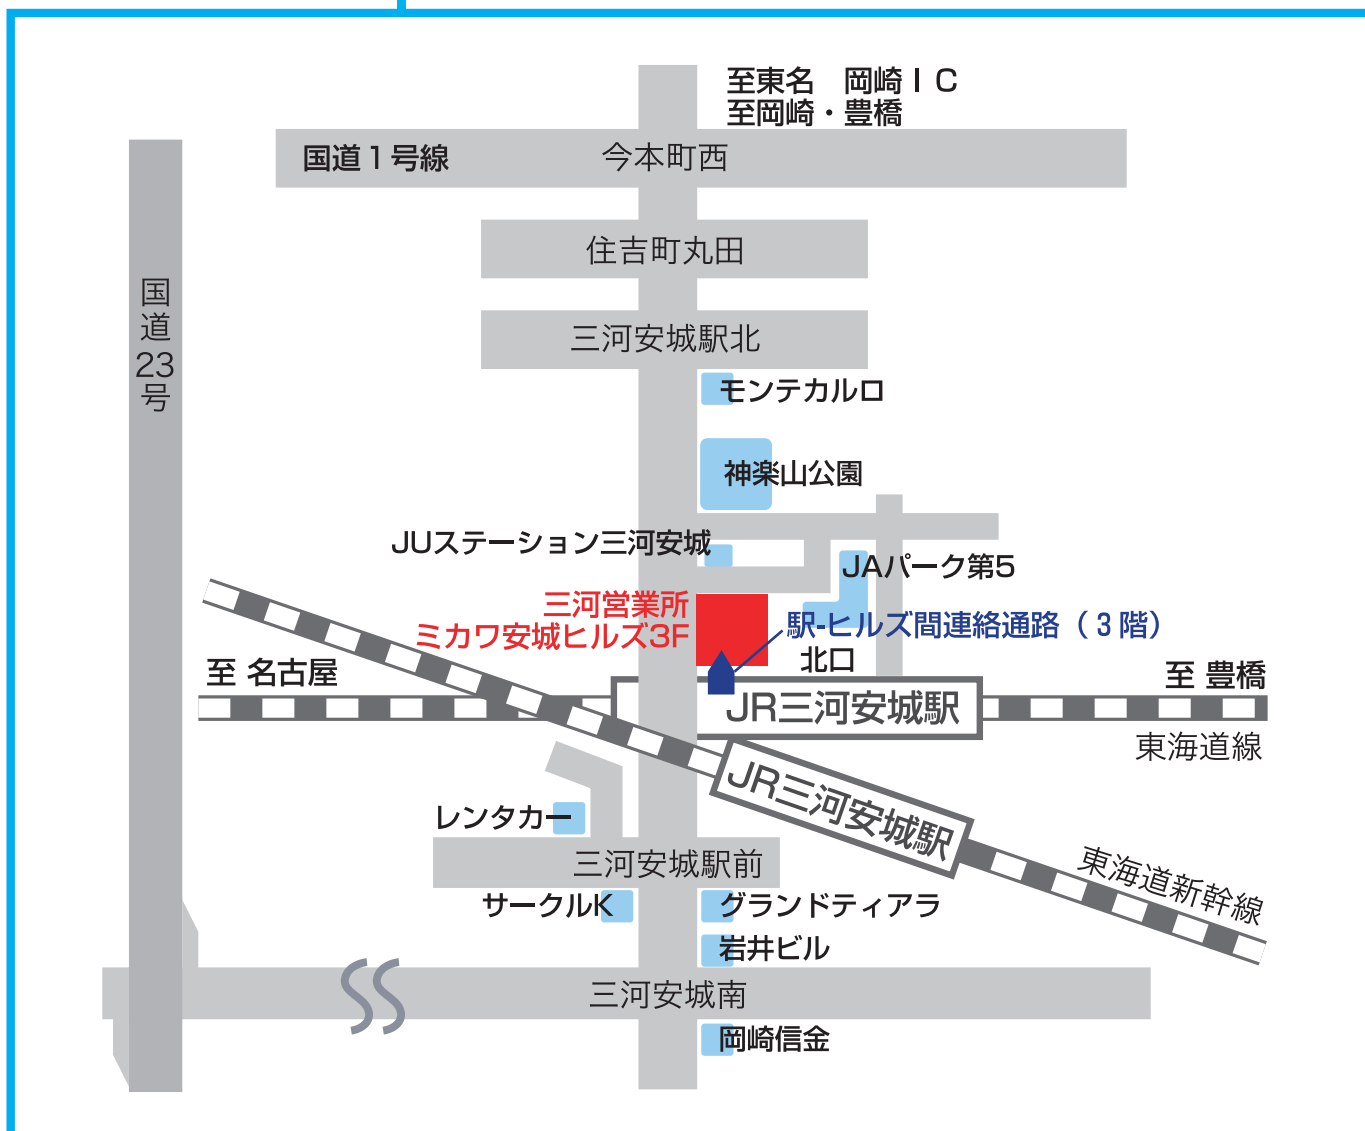 至東名　岡崎ＩＣ
至岡崎・豊橋
国道１号線
今本町西
住吉町丸田
国道23号
三河安城駅北
モンテカルロ
神楽山公園
JUステーション三河安城
JAパーク第5
三河営業所
ミカワ安城ヒルズ3F
駅-ヒルズ間連絡通路（３階）
北口
至 名古屋
至 豊橋
JR三河安城駅
東海道線
JR三河安城駅
レンタカー
三河安城駅前
東海道新幹線
サークルK
グランドティアラ
岩井ビル
三河安城南
岡崎信金